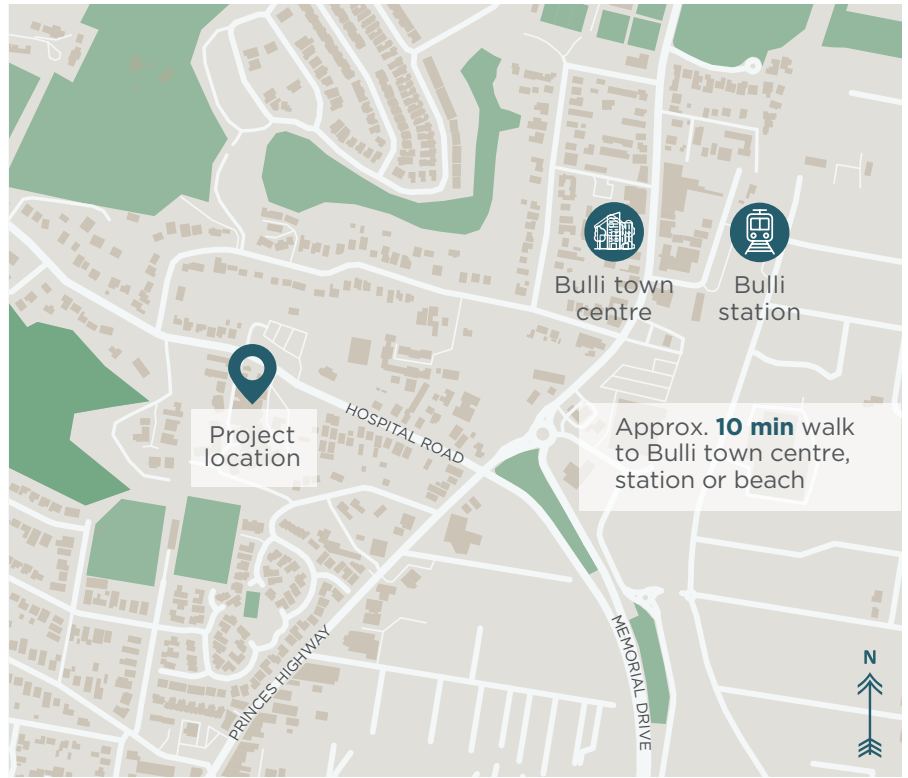 Bulli town
centre
Bulli
station
Project
location
HOSPITAL ROAD
Approx. 10 min walk
to Bulli town centre,
station or beach
PRINCES HIGHWAY
MEMORIAL DRIVE
N